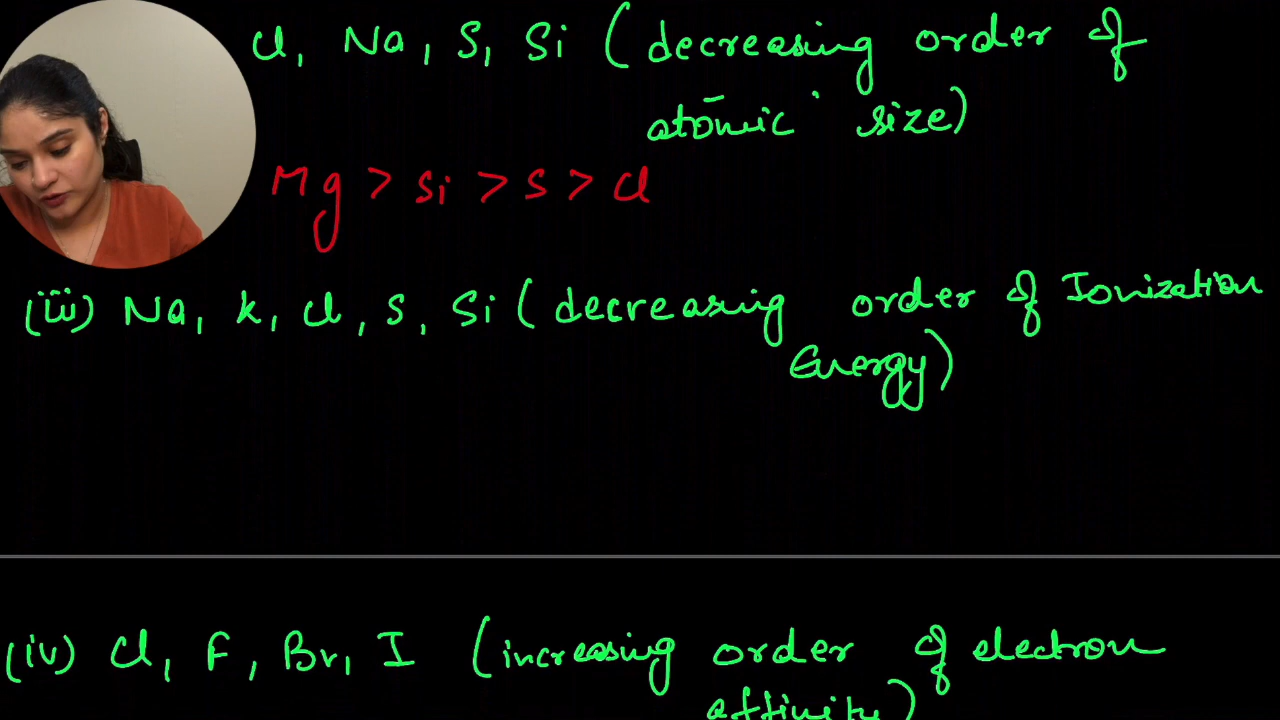 Cl, Na, S, Si (decreasing order of
atomic size)
Mg > Si > S > Cl
(iii) Na, K, Cl, S, Si (decreasing order of Ionization
Energy)
(iv) Cl, F, Br, I (increasing order of electron
affinity)